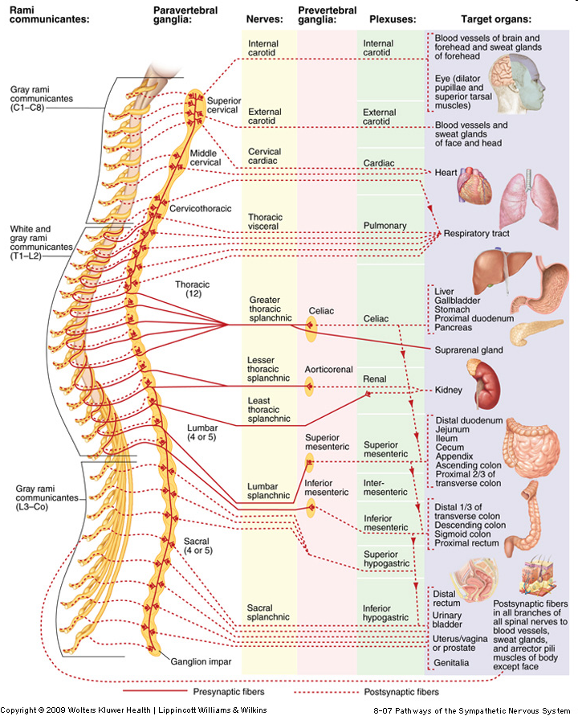 Rami
communicantes:
Paravertebral
ganglia:
Nerves:
Prevertebral
ganglia:
Plexuses:
Target organs:
Internal
carotid
Internal
carotid
Blood vessels of brain and
forehead and sweat glands
of forehead
Eye (dilator
pupillae and
superior tarsal
muscles)
Gray rami
communicantes
(C1–C8)
Superior
cervical
External
carotid
External
carotid
Blood vessels and
sweat glands
of face and head
Middle
cervical
Cervical
cardiac
Cardiac
Heart
Cervicothoracic
White and
gray rami
communicantes
(T1–L2)
Thoracic
visceral
Pulmonary
Respiratory tract
Thoracic
(12)
Greater
thoracic
splanchnic
Celiac
Celiac
Liver
Gallbladder
Stomach
Proximal duodenum
Pancreas
Suprarenal gland
Lesser
thoracic
splanchnic
Aorticorenal
Renal
Kidney
Least
thoracic
splanchnic
Lumbar
(4 or 5)
Superior
mesenteric
Superior
mesenteric
Distal duodenum
Jejunum
Ileum
Cecum
Appendix
Ascending colon
Proximal 2/3 of
transverse colon
Gray rami
communicantes
(L3–Co)
Lumbar
splanchnic
Inferior
mesenteric
Inter-
mesenteric
Inferior
mesenteric
Distal 1/3 of
transverse colon
Descending colon
Sigmoid colon
Proximal rectum
Sacral
(4 or 5)
Superior
hypogastric
Sacral
splanchnic
Inferior
hypogastric
Distal
rectum
Urinary
bladder
Uterus/vagina
or prostate
Genitalia
Postsynaptic fibers
in all branches of
all spinal nerves to
blood vessels,
sweat glands,
and arrector pili
muscles of body
except face
Ganglion impar
Presynaptic fibers
Postsynaptic fibers
Copyright © 2009 Wolters Kluwer Health | Lippincott Williams & Wilkins
8-07 Pathways of the Sympathetic Nervous System